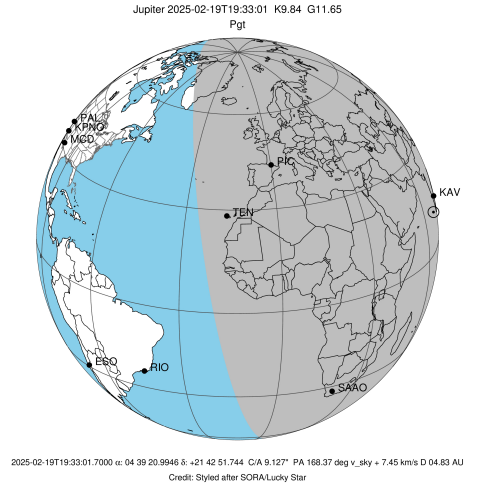 Jupiter 2025-02-19T19:33:01 K9.84 G11.65
Pgt
PAL
KPNO
MCD
PIC
KAV
TEN
ESO
RIO
SAAO
2025-02-19T19:33:01.7000 α: 04 39 20.9946 δ: +21 42 51.744 C/A 9.127" PA 168.37 deg v_sky + 7.45 km/s D 04.83 AU
Credit: Styled after SORA/Lucky Star